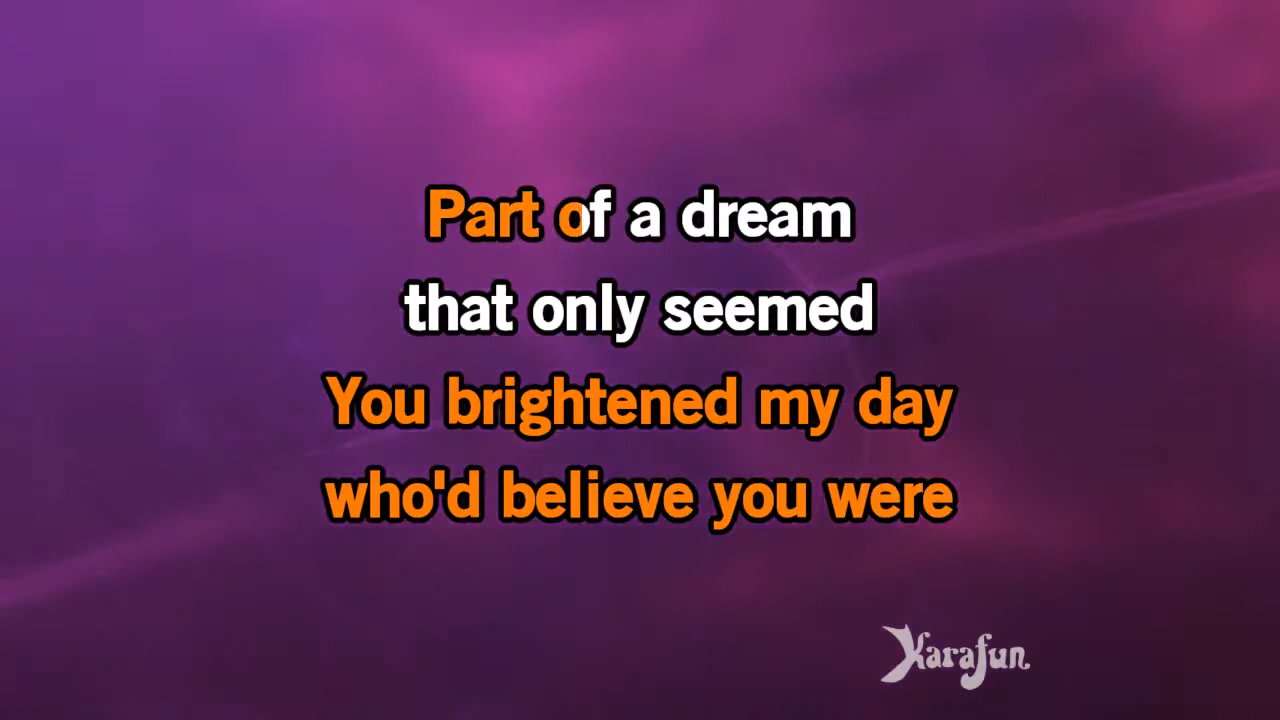 Part of a dream
that only seemed
You brightened my day
who'd believe you were
Karafun